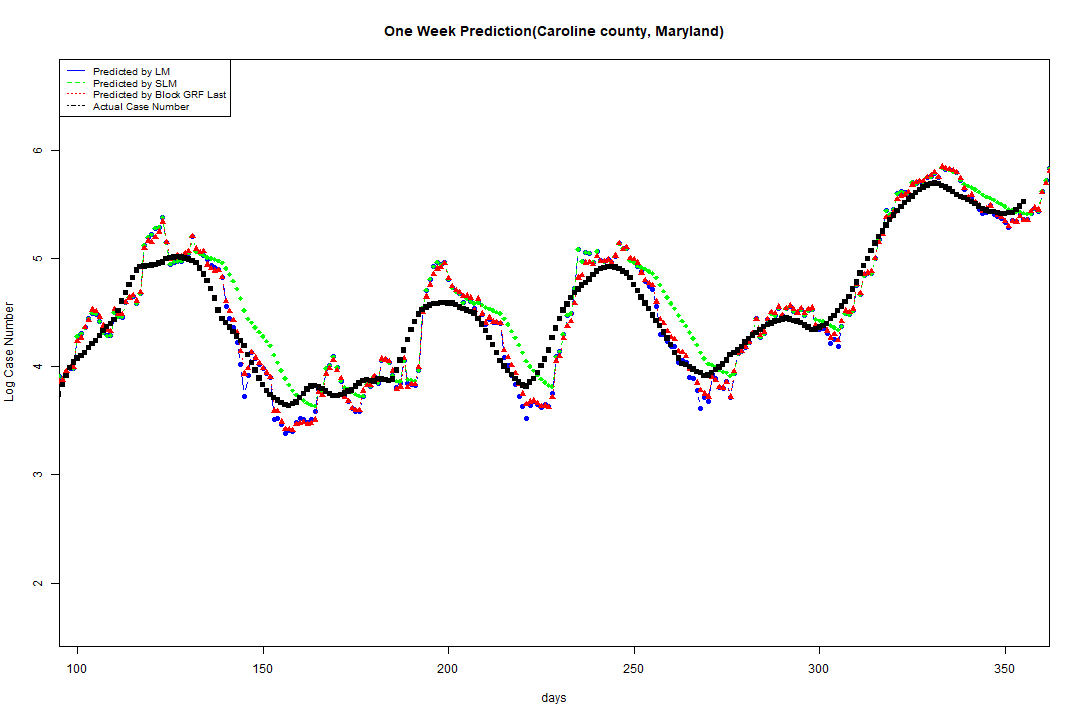 One Week Prediction(Caroline county, Maryland)
Predicted by LM
Predicted by SLM
Predicted by Block GRF Last
Actual Case Number
6
5
4
3
2
Log Case Number
100 150 200 250 300 350
days